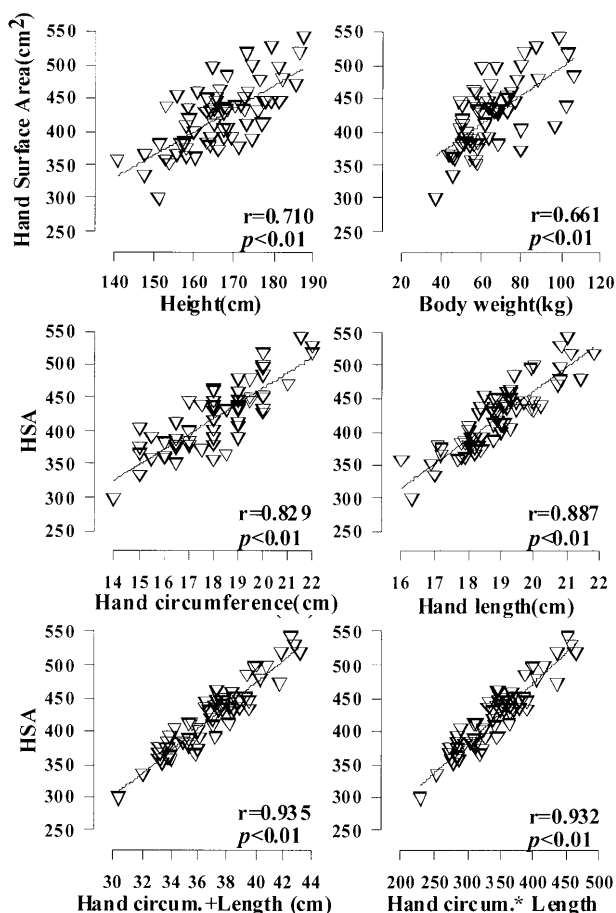 Hand Surface Area(cm²)
550
500
450
400
350
300
250
r=0.710
p<0.01
140 150 160 170 180 190
Height(cm)
550
500
450
400
350
300
250
r=0.661
p<0.01
20 40 60 80 100 120
Body weight(kg)
HSA
550
500
450
400
350
300
250
r=0.829
p<0.01
14 15 16 17 18 19 20 21 22
Hand circumference(cm)
550
500
450
400
350
300
250
r=0.887
p<0.01
16 17 18 19 20 21 22
Hand length(cm)
HSA
550
500
450
400
350
300
250
r=0.935
p<0.01
30 32 34 36 38 40 42 44
Hand circum.+Length (cm)
550
500
450
400
350
300
250
r=0.932
p<0.01
200 250 300 350 400 450 500
Hand circum.* Length